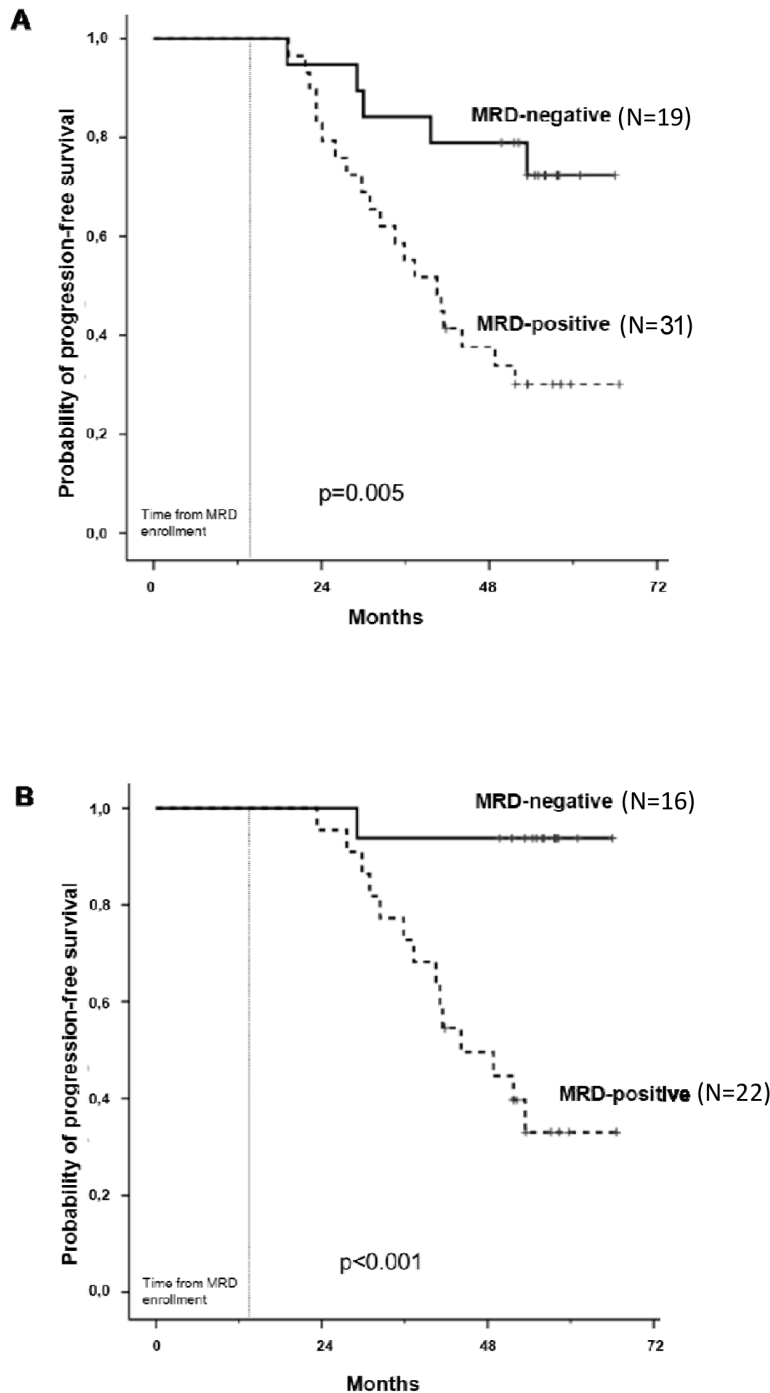 A
1,0
0,8
0,6
0,4
0,2
0,0
Probability of progression-free survival
MRD-negative (N=19)
MRD-positive (N=31)
p=0.005
Time from MRD
enrollment
0 24 48 72
Months
B
1,0
0,8
0,6
0,4
0,2
0,0
Probability of progression-free survival
MRD-negative (N=16)
MRD-positive (N=22)
p<0.001
Time from MRD
enrollment
0 24 48 72
Months